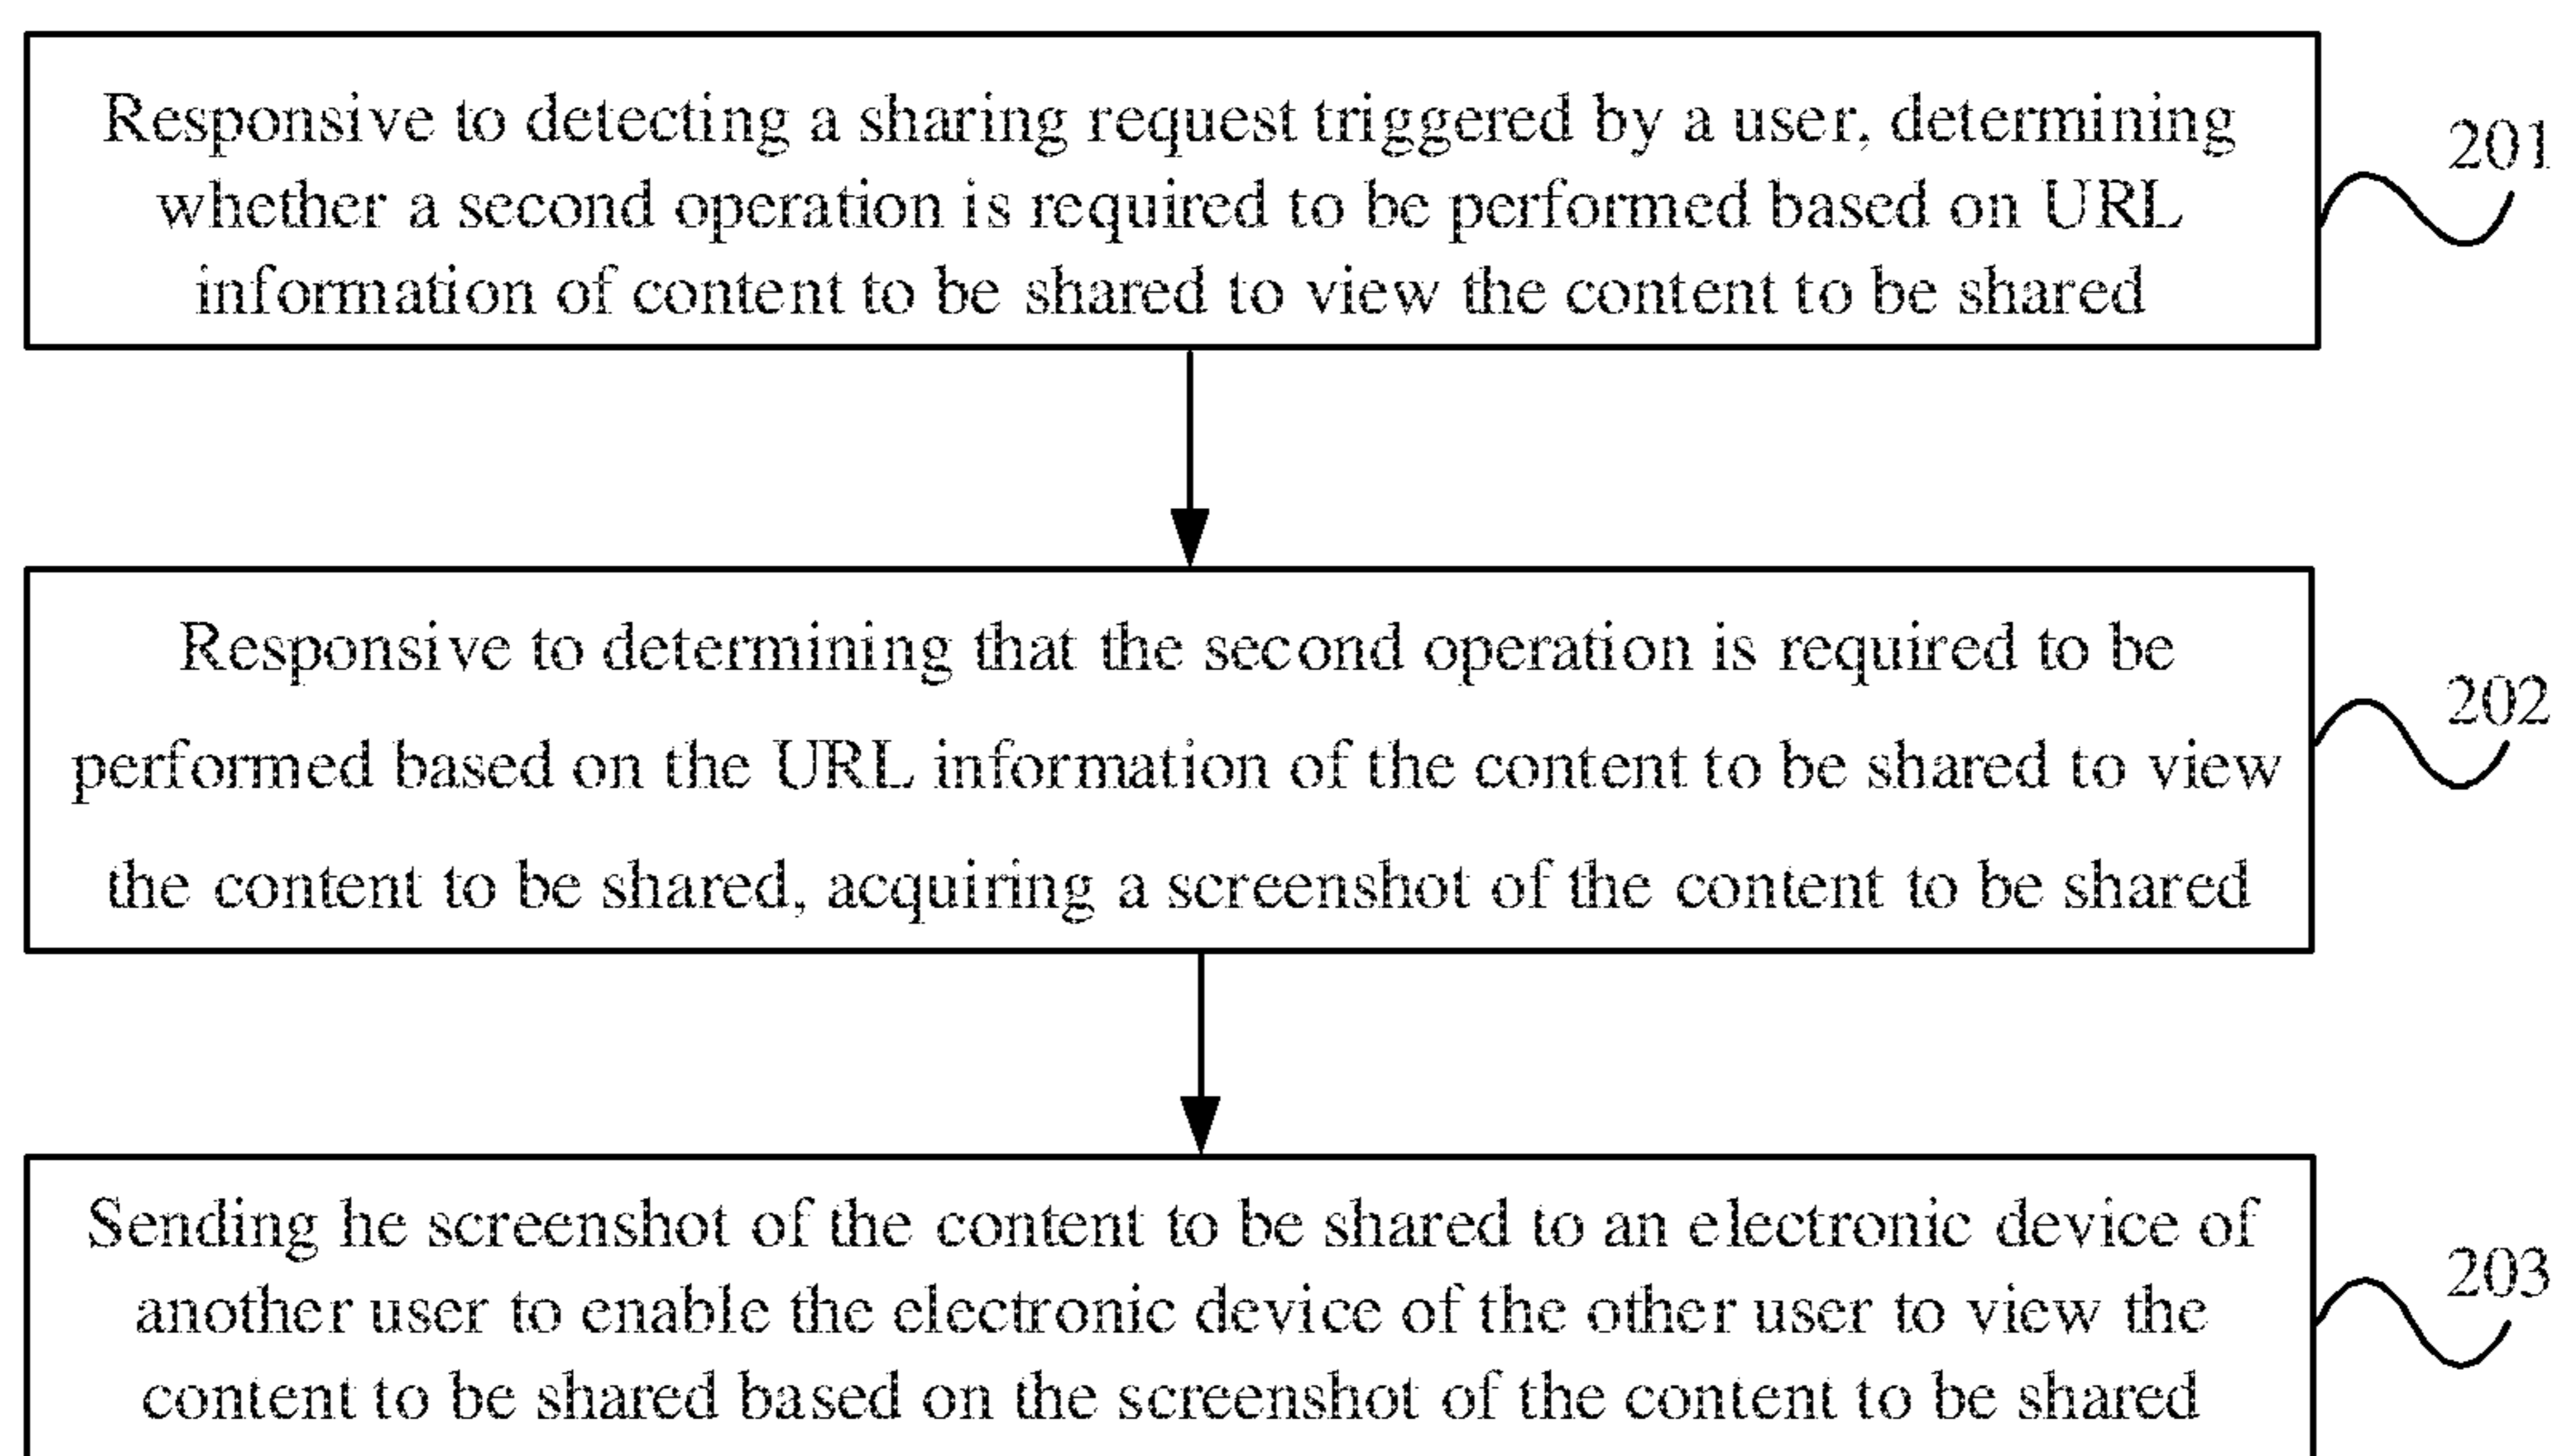 Responsive to detecting a sharing request triggered by a user, determining
whether a second operation is required to be performed based on URL
information of content to be shared to view the content to be shared
201
Responsive to determining that the second operation is required to be
performed based on the URL information of the content to be shared to view
the content to be shared, acquiring a screenshot of the content to be shared
202
Sending he screenshot of the content to be shared to an electronic device of
another user to enable the electronic device of the other user to view the
content to be shared based on the screenshot of the content to be shared
203